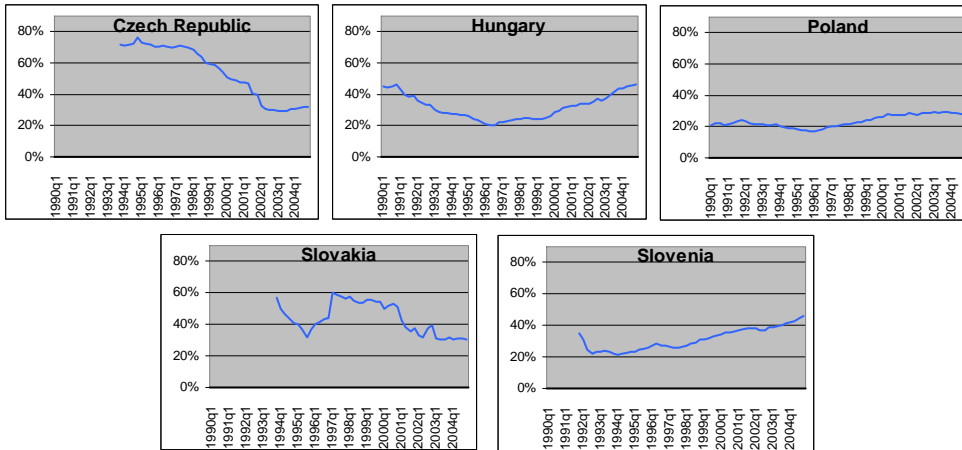 Czech Republic
80%
60%
40%
20%
0%
1990q1
1991q1
1992q1
1993q1
1994q1
1995q1
1996q1
1997q1
1998q1
1999q1
2000q1
2001q1
2002q1
2003q1
2004q1
Hungary
80%
60%
40%
20%
0%
1990q1
1991q1
1992q1
1993q1
1994q1
1995q1
1996q1
1997q1
1998q1
1999q1
2000q1
2001q1
2002q1
2003q1
2004q1
Poland
80%
60%
40%
20%
0%
1990q1
1991q1
1992q1
1993q1
1994q1
1995q1
1996q1
1997q1
1998q1
1999q1
2000q1
2001q1
2002q1
2003q1
2004q1
Slovakia
80%
60%
40%
20%
0%
1990q1
1991q1
1992q1
1993q1
1994q1
1995q1
1996q1
1997q1
1998q1
1999q1
2000q1
2001q1
2002q1
2003q1
2004q1
Slovenia
80%
60%
40%
20%
0%
1990q1
1991q1
1992q1
1993q1
1994q1
1995q1
1996q1
1997q1
1998q1
1999q1
2000q1
2001q1
2002q1
2003q1
2004q1